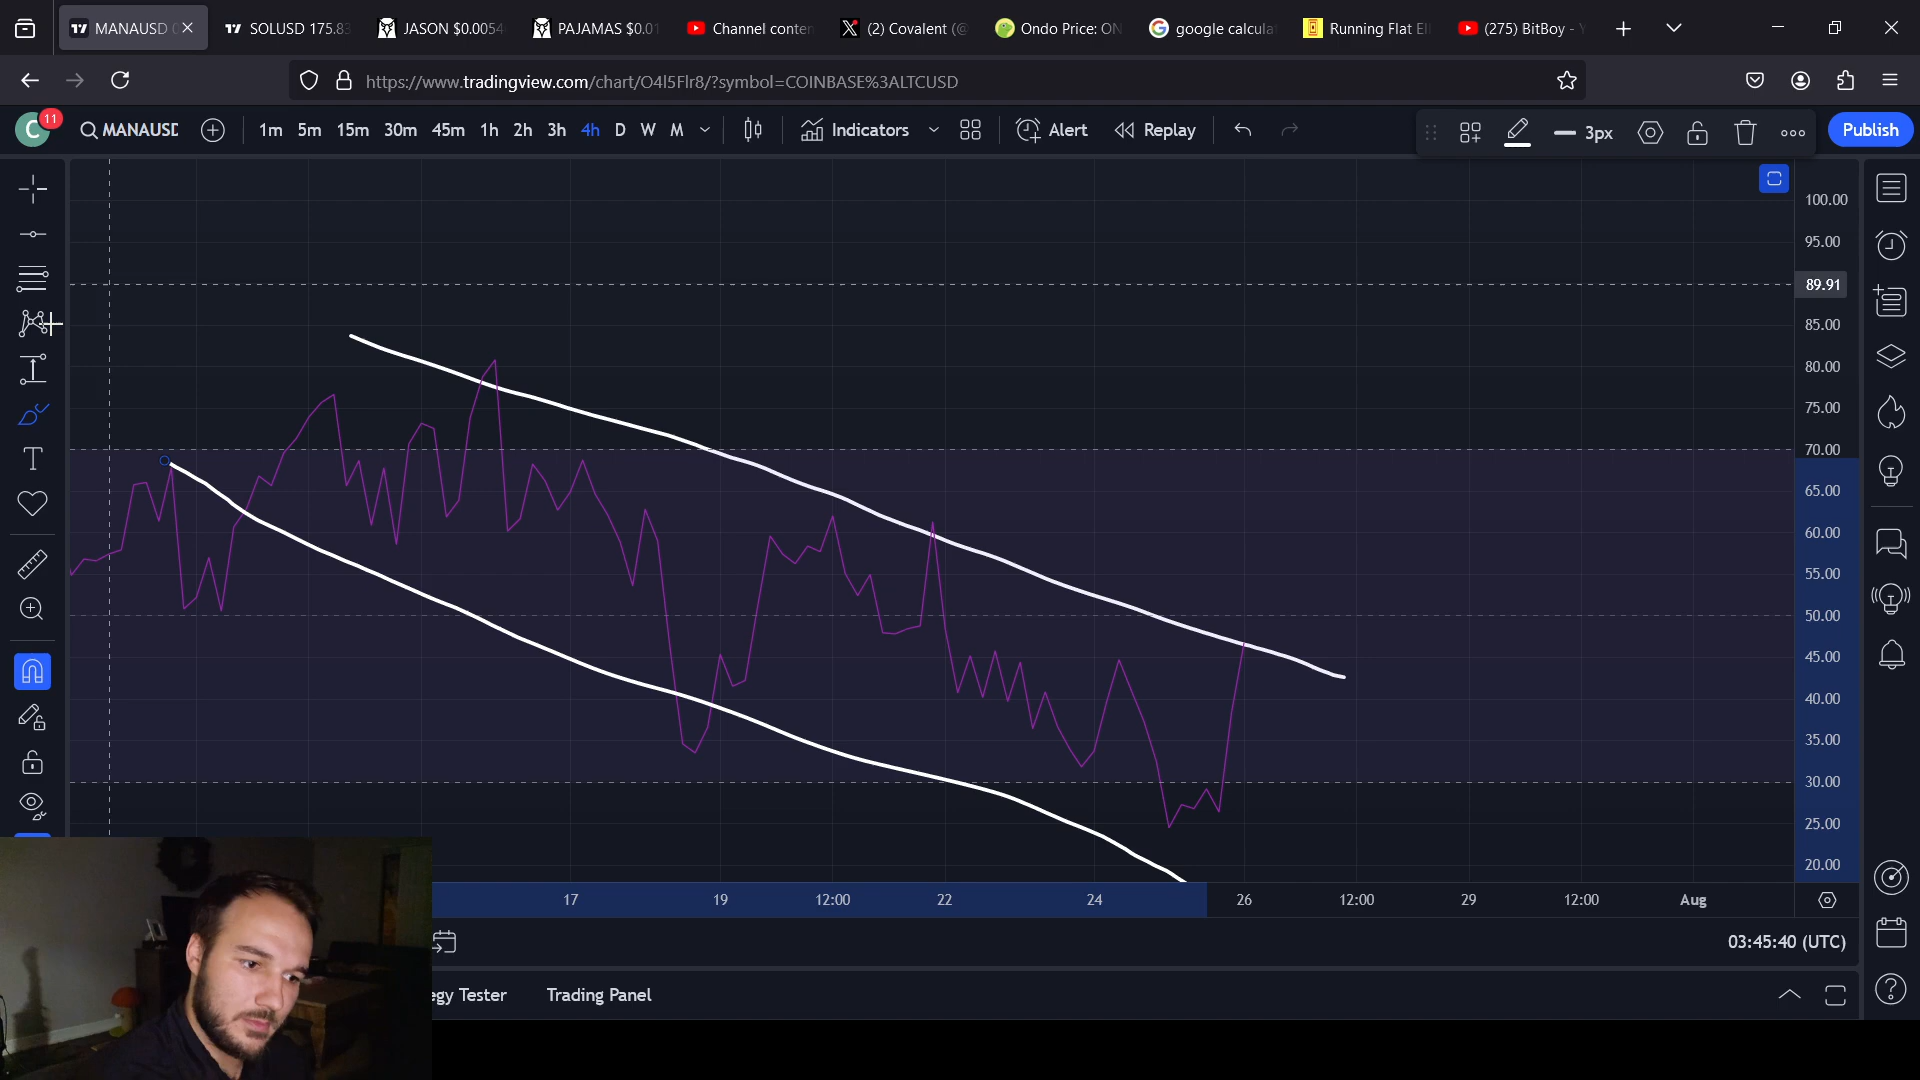 MANAUSD
SOLUSD 175.83
JASON $0.0054
PAJAMAS $0.01
Channel conten
(2) Covalent (@
Ondo Price: ON
google calcula
Running Flat Ell
(275) BitBoy - Y
https://www.tradingview.com/chart/O4l5Flr8/?symbol=COINBASE%3ALTCUSD
C
11
MANAUSD
1m 5m 15m 30m 45m 1h 2h 3h 4h D W M
Indicators
Alert
Replay
3px
Publish
100.00
95.00
89.91
85.00
80.00
75.00
70.00
65.00
60.00
55.00
50.00
45.00
40.00
35.00
30.00
25.00
20.00
17 19 12:00 22 24 26 12:00 29 12:00 Aug
03:45:40 (UTC)
egy Tester
Trading Panel